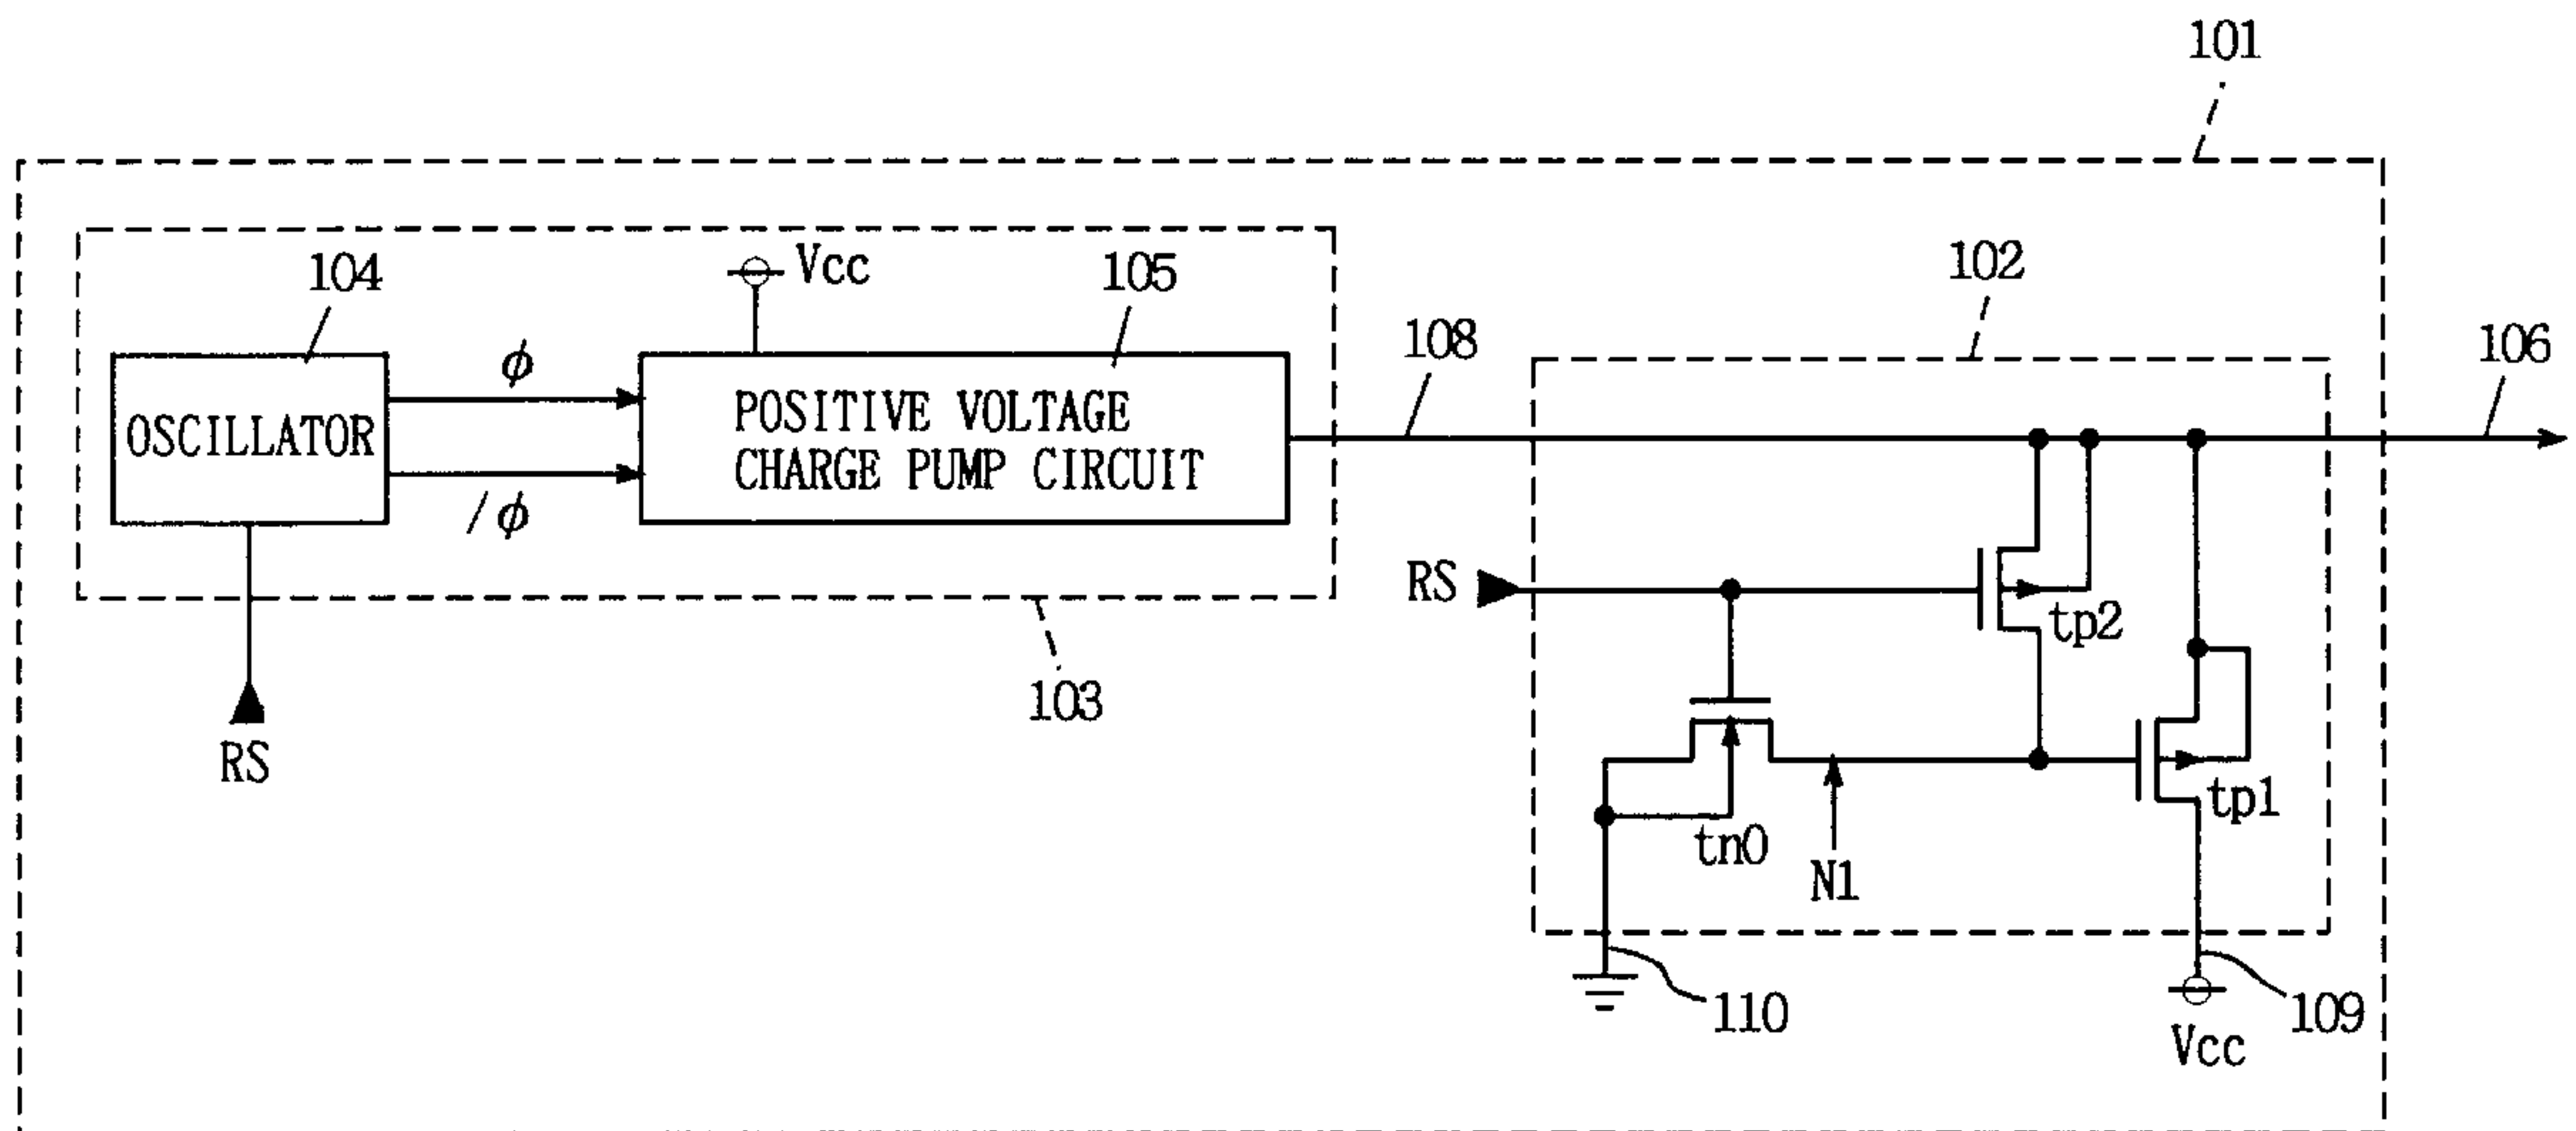 101
104
Vcc
105
102
108
106
φ
OSCILLATOR
POSITIVE VOLTAGE
CHARGE PUMP CIRCUIT
/φ
RS
tp2
103
RS
tp1
tn0
N1
110
109
Vcc